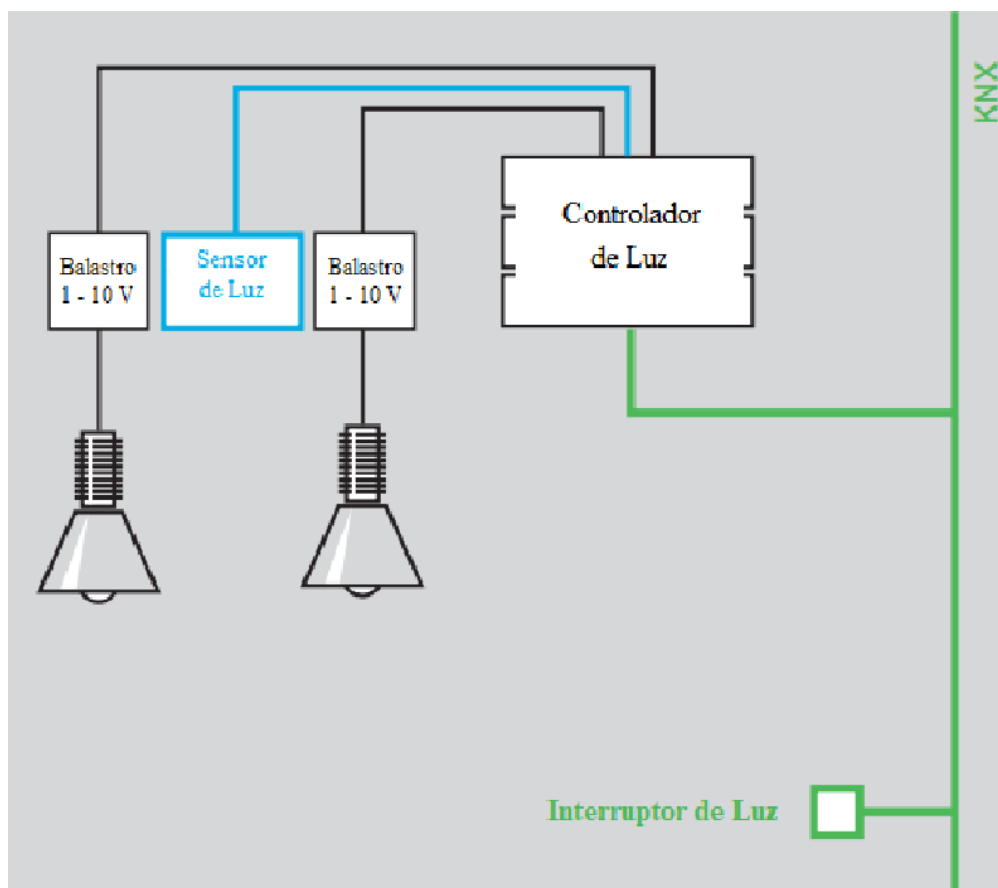 KNX
Controlador
de Luz
Balastro
1 - 10 V
Sensor
de Luz
Balastro
1 - 10 V
Interruptor de Luz